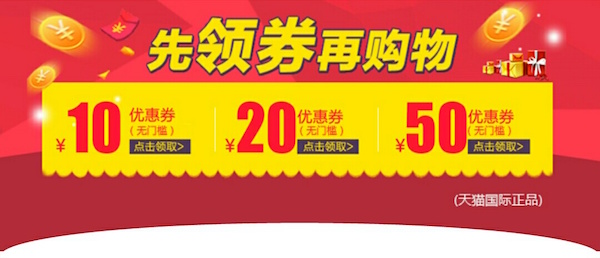 先领券再购物
¥10 优惠券
(无门槛)
点击领取>
¥20 优惠券
(无门槛)
点击领取>
¥50 优惠券
(无门槛)
点击领取>
(天猫国际正品)